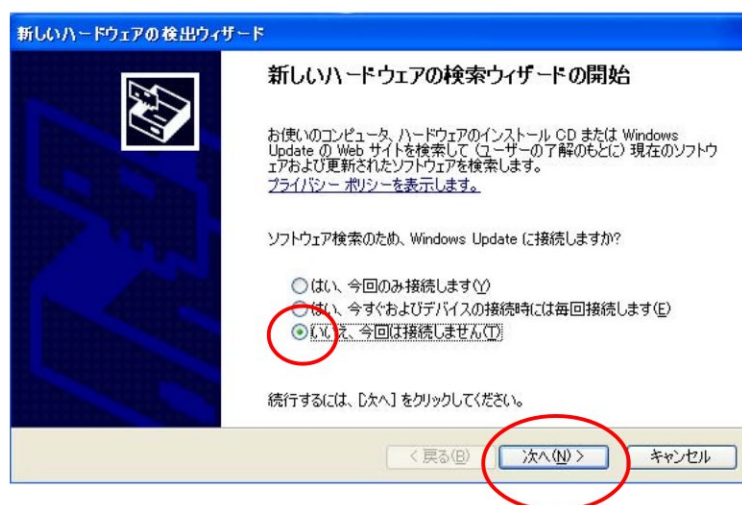 新しいハードウェアの検出ウィザード
新しいハードウェアの検索ウィザードの開始
お使いのコンピュータ、ハードウェアのインストール CD または Windows
Update の Web サイトを検索して (ユーザーの了解のもとに) 現在のソフトウ
ェアおよび更新されたソフトウェアを検索します。
プライバシー ポリシーを表示します。
ソフトウェア検索のため、Windows Update に接続しますか?
はい、今回のみ接続します(Y)
はい、今すぐおよびデバイスの接続時には毎回接続します(E)
いいえ、今回は接続しません(T)
続行するには、[次へ] をクリックしてください。
< 戻る(B) 次へ(N) > キャンセル